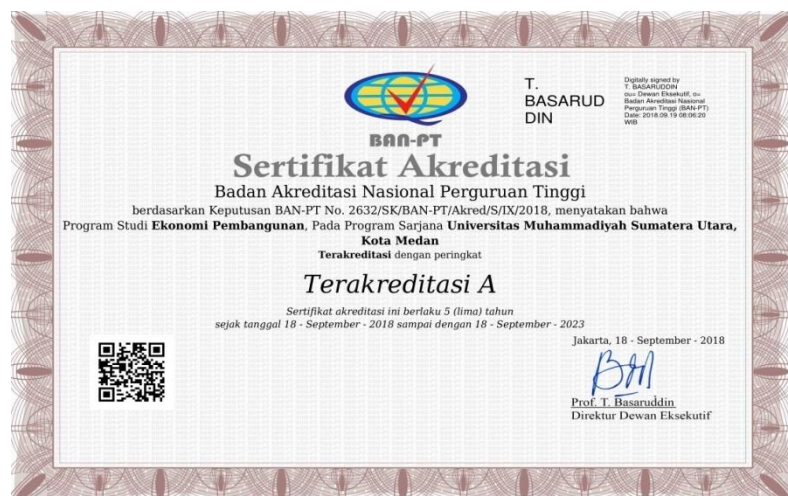 T.
BASARUD
DIN
Digitally signed by
T. BASARUDDIN
ou= Dewan Eksekutif, o=
Badan Akreditasi Nasional
Perguruan Tinggi (BAN-PT)
Date: 2018.09.19 08:06:20
WIB
BAN-PT
Sertifikat Akreditasi
Badan Akreditasi Nasional Perguruan Tinggi
berdasarkan Keputusan BAN-PT No. 2632/SK/BAN-PT/Akred/S/IX/2018, menyatakan bahwa
Program Studi Ekonomi Pembangunan, Pada Program Sarjana Universitas Muhammadiyah Sumatera Utara,
Kota Medan
Terakreditasi dengan peringkat
Terakreditasi A
Sertifikat akreditasi ini berlaku 5 (lima) tahun
sejak tanggal 18 - September - 2018 sampai dengan 18 - September - 2023
Jakarta, 18 - September - 2018
Prof. T. Basaruddin
Direktur Dewan Eksekutif